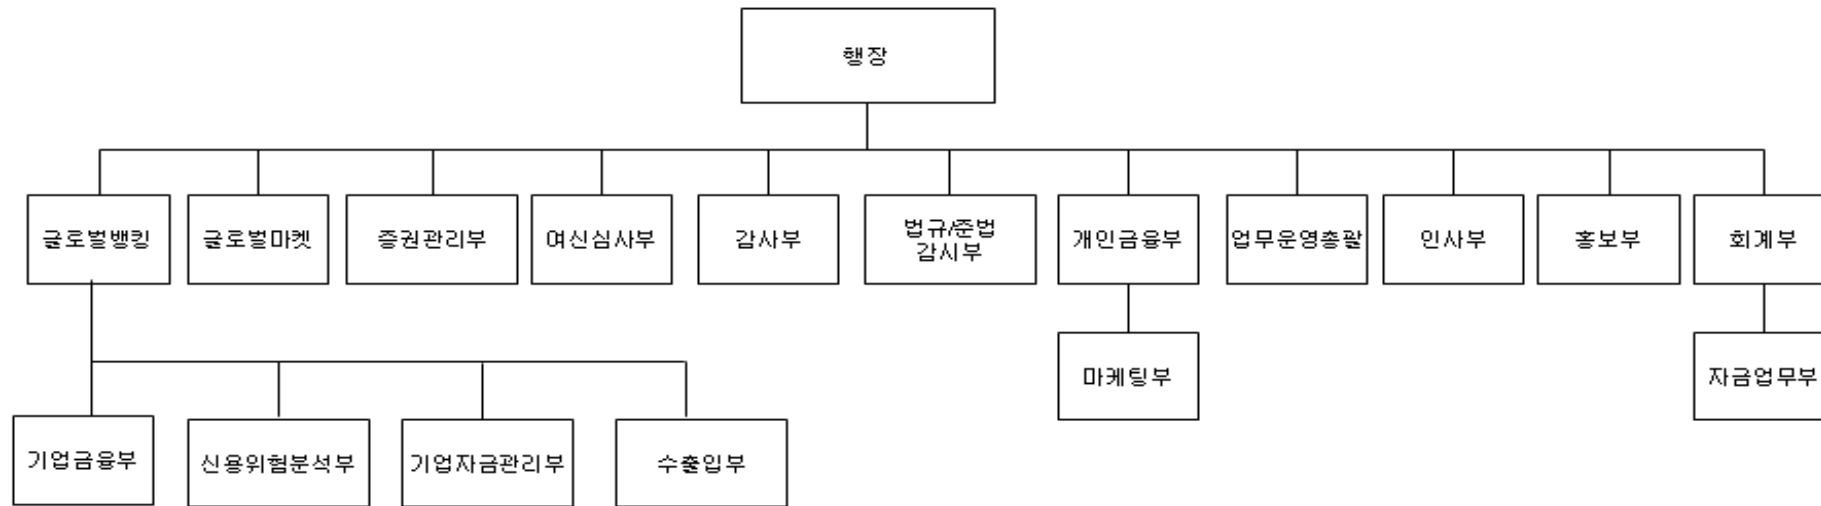 행장
글로벌뱅킹
글로벌마켓
증권관리부
여신심사부
감사부
법규/준법
감시부
개인금융부
업무운영총괄
인사부
홍보부
회계부
마케팅부
자금업무부
기업금융부
신용위험분석부
기업자금관리부
수출입부